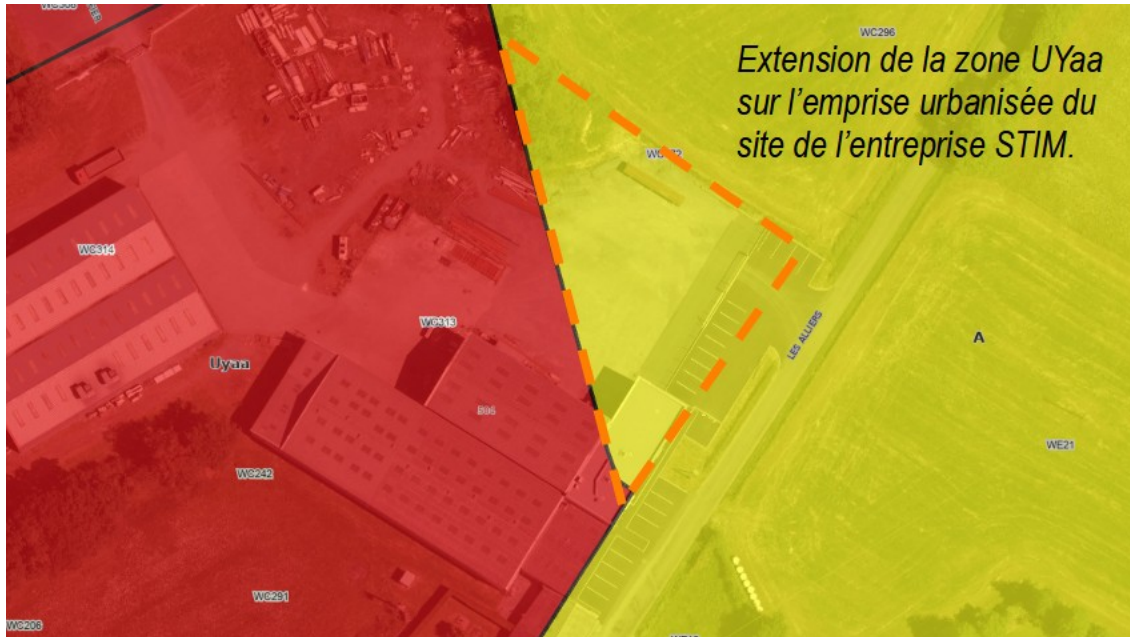 WC296
Extension de la zone UYaa
sur l'emprise urbanisée du
site de l'entreprise STIM.
WC314
WC313
Uyaa
504
LES ALLIERS
A
WE21
WC242
WC291
WC206